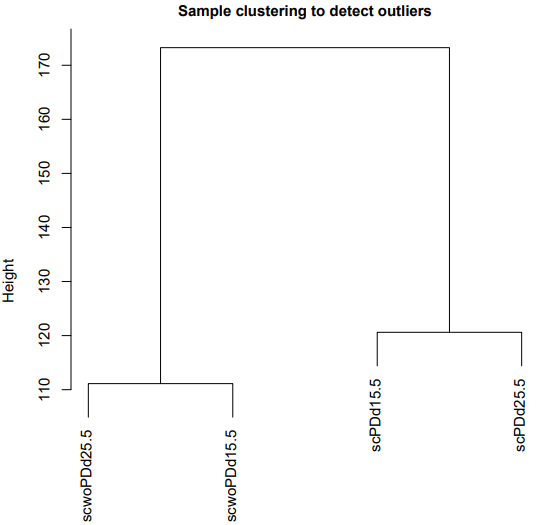 Sample clustering to detect outliers
Height
170
160
150
140
130
120
110
scwoPDd25.5
scwoPDd15.5
scPDd15.5
scPDd25.5